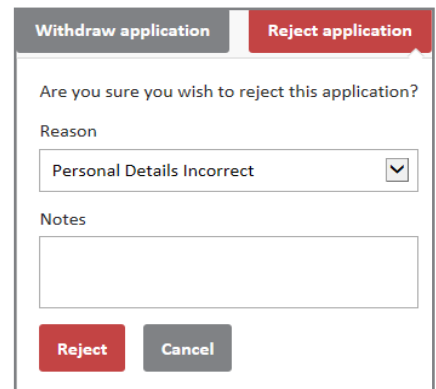 Withdraw application
Reject application
Are you sure you wish to reject this application?
Reason
Personal Details Incorrect
Notes
Reject
Cancel